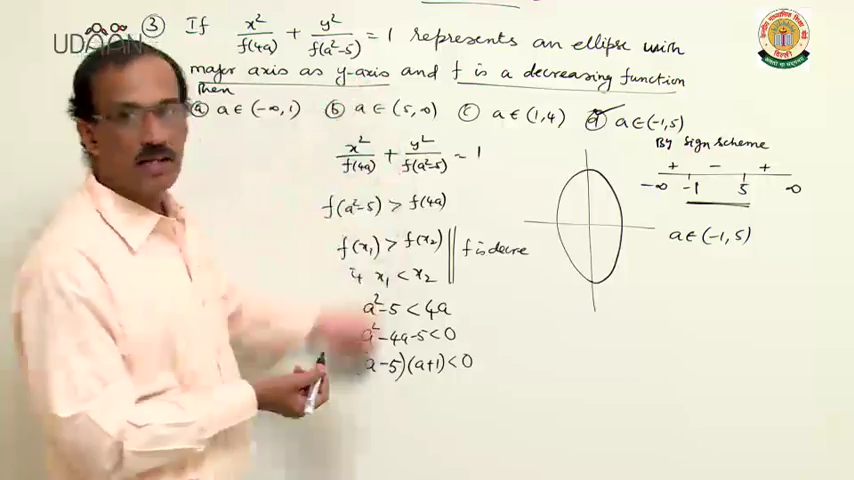 UDAAN
③ If x²/f(4a) + y²/f(a²-5) = 1 represents an ellipse with
major axis as y-axis and f is a decreasing function
Then
ⓐ a∈(-∞,1) ⓑ a∈(5,∞) ⓒ a∈(1,4) ⓓ a∈(-1,5)
x²/f(4a) + y²/f(a²-5) = 1
f(a²-5) > f(4a)
f(x₁) > f(x₂) || f is decre
if x₁ < x₂
a²-5 < 4a
a²-4a-5 < 0
(a-5)(a+1) < 0
By sign scheme
+ - +
-∞ -1 5 ∞
a∈(-1,5)